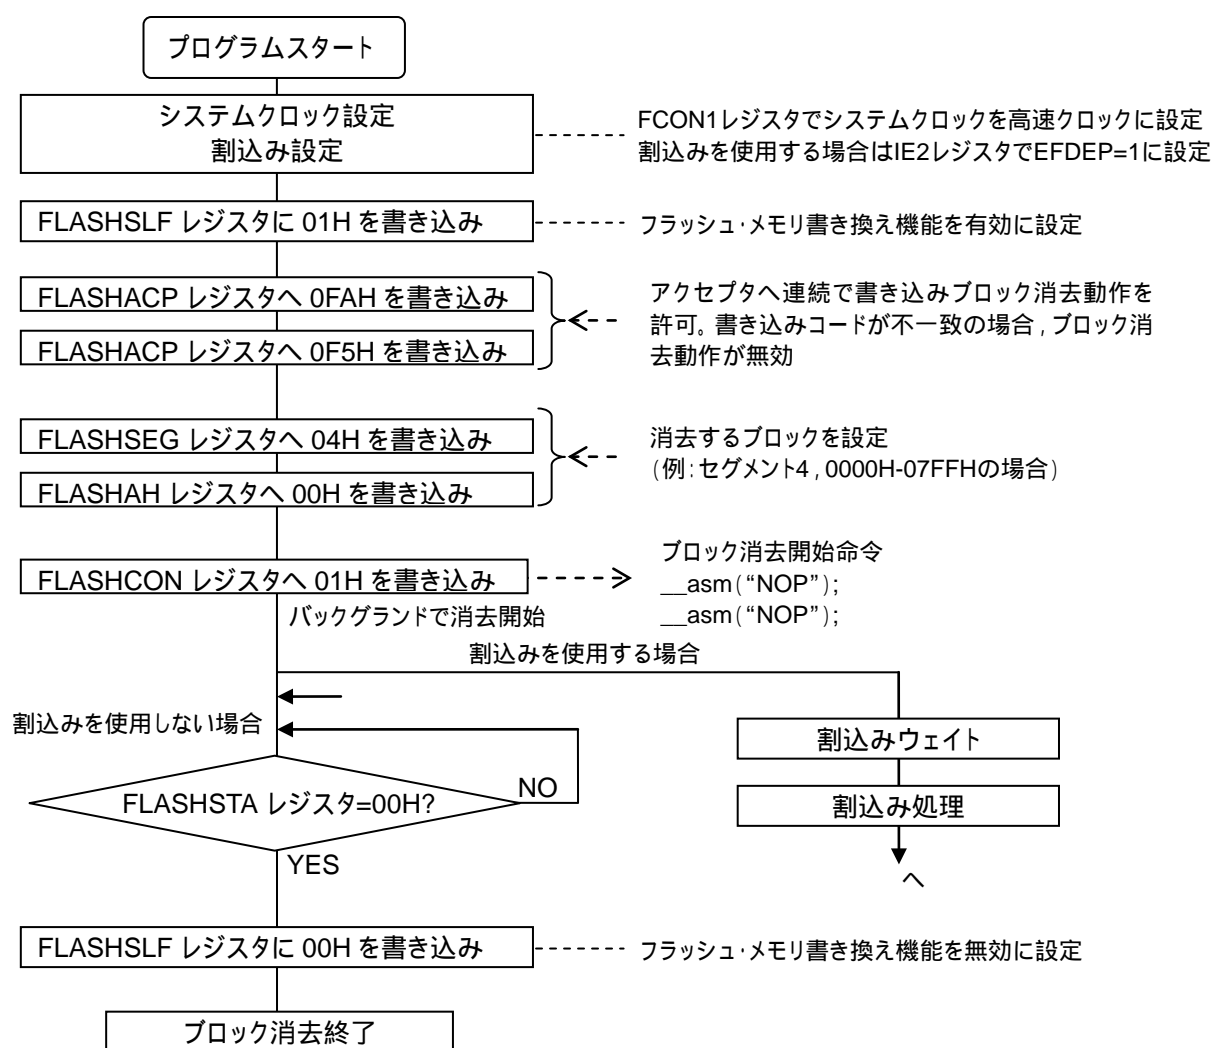 プログラムスタート
システムクロック設定
割込み設定
FCON1レジスタでシステムクロックを高速クロックに設定
割込みを使用する場合はIE2レジスタでEFDEP=1に設定
FLASHSLF レジスタに 01H を書き込み
フラッシュ・メモリ書き換え機能を有効に設定
FLASHACP レジスタへ 0FAH を書き込み
FLASHACP レジスタへ 0F5H を書き込み
アクセプタへ連続で書き込みブロック消去動作を
許可。書き込みコードが不一致の場合,ブロック消
去動作が無効
FLASHSEG レジスタへ 04H を書き込み
FLASHAH レジスタへ 00H を書き込み
消去するブロックを設定
(例:セグメント4,0000H-07FFHの場合)
FLASHCON レジスタへ 01H を書き込み
ブロック消去開始命令
__asm(“NOP”);
__asm(“NOP”);
バックグランドで消去開始
割込みを使用する場合
割込みを使用しない場合
割込みウェイト
FLASHSTA レジスタ=00H?
NO
割込み処理
YES
へ
FLASHSLF レジスタに 00H を書き込み
フラッシュ・メモリ書き換え機能を無効に設定
ブロック消去終了